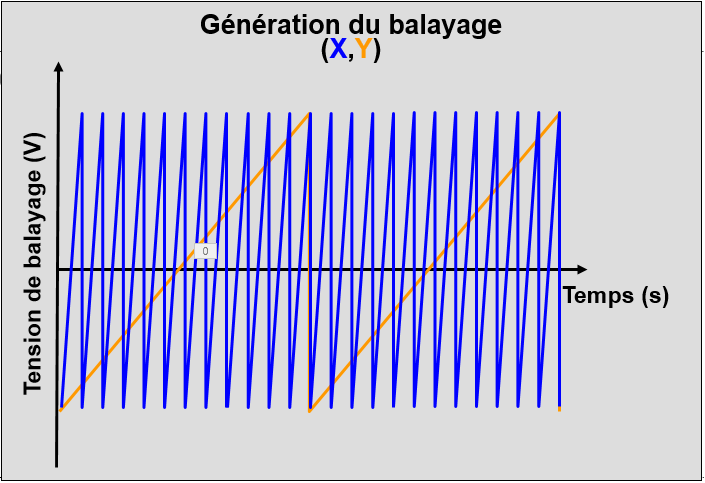 Génération du balayage
(X,Y)
Tension de balayage (V)
0
Temps (s)